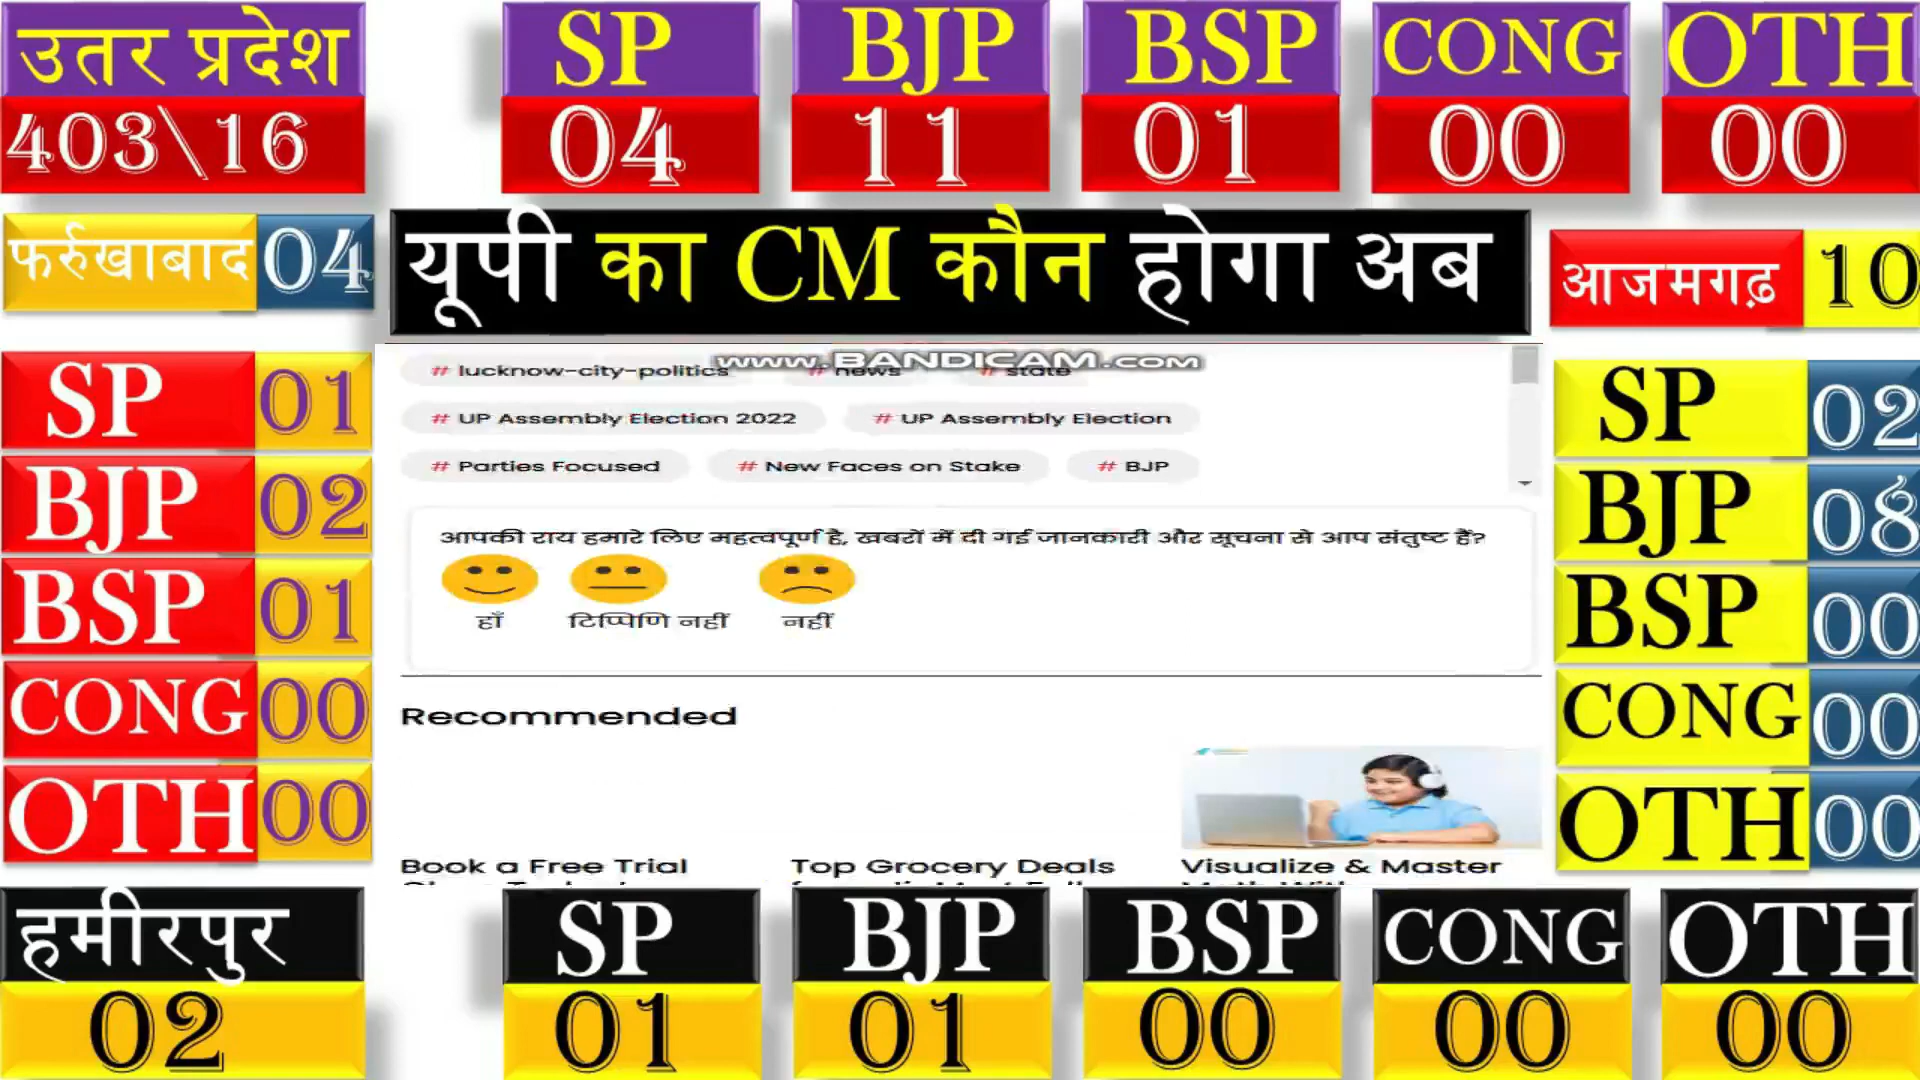 उतर प्रदेश
403\16
SP BJP BSP CONG OTH
04 11 01 00 00
फर्रुखाबाद 04
यूपी का CM कौन होगा अब
आजमगढ़ 10
SP 01
BJP 02
BSP 01
CONG 00
OTH 00
www.BANDICAM.com
# lucknow-city-politics # news # state
# UP Assembly Election 2022 # UP Assembly Election
# Parties Focused # New Faces on Stake # BJP
आपकी राय हमारे लिए महत्वपूर्ण है, खबरों में दी गई जानकारी और सूचना से आप संतुष्ट हैं?
हाँ टिप्पिणि नहीं नहीं
Recommended
Book a Free Trial Top Grocery Deals Visualize & Master
SP 02
BJP 08
BSP 00
CONG 00
OTH 00
हमीरपुर
02
SP BJP BSP CONG OTH
01 01 00 00 00